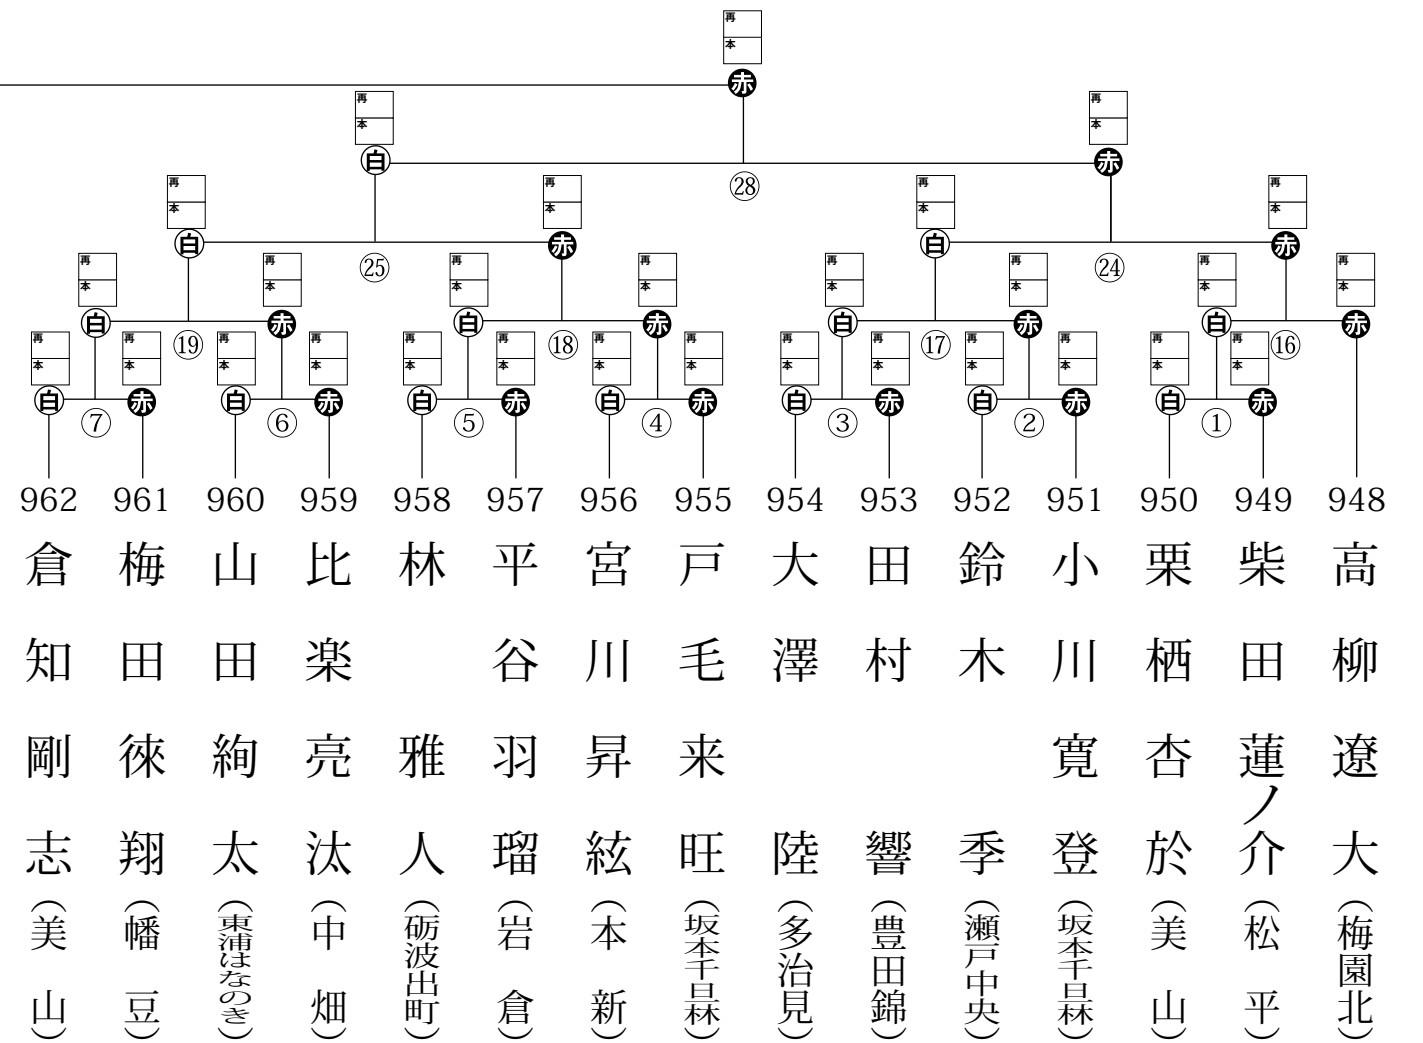 再
本
赤
再
本
再
本
白
赤
㉘
再
本
再
本
再
本
再
本
白
赤
白
赤
㉕
㉔
再
本
再
本
再
本
再
本
再
本
再
本
再
本
再
本
白
赤
白
赤
白
赤
白
赤
⑲
⑱
⑰
⑯
再
本
再
本
再
本
再
本
再
本
再
本
再
本
再
本
再
本
再
本
再
本
再
本
再
本
再
本
白
赤
白
赤
白
赤
白
赤
白
赤
白
赤
白
赤
⑦
⑥
⑤
④
③
②
①
948 高柳遼大(梅園北)
949 柴田蓮ノ介(松平)
950 栗栖杏於(美山)
951 小川寛登(坂本千旦林)
952 鈴木季(瀬戸中央)
953 田村響(豊田錦)
954 大澤陸(多治見)
955 戸毛来旺(坂本千旦林)
956 宮川昇絃(本新)
957 平谷羽瑠(岩倉)
958 林雅人(砺波出町)
959 比楽亮汰(中畑)
960 山田絢太(東浦はなのき)
961 梅田徠翔(幡豆)
962 倉知剛志(美山)